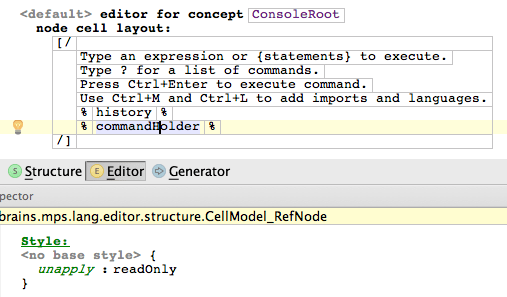 <default> editor for concept ConsoleRoot
node cell layout:
[/
Type an expression or {statements} to execute.
Type ? for a list of commands.
Press Ctrl+Enter to execute command.
Use Ctrl+M and Ctrl+L to add imports and languages.
% history %
% commandHolder %
/]
S Structure E Editor Generator
pector
brains.mps.lang.editor.structure.CellModel_RefNode
Style:
<no base style> {
unapply : readOnly
}